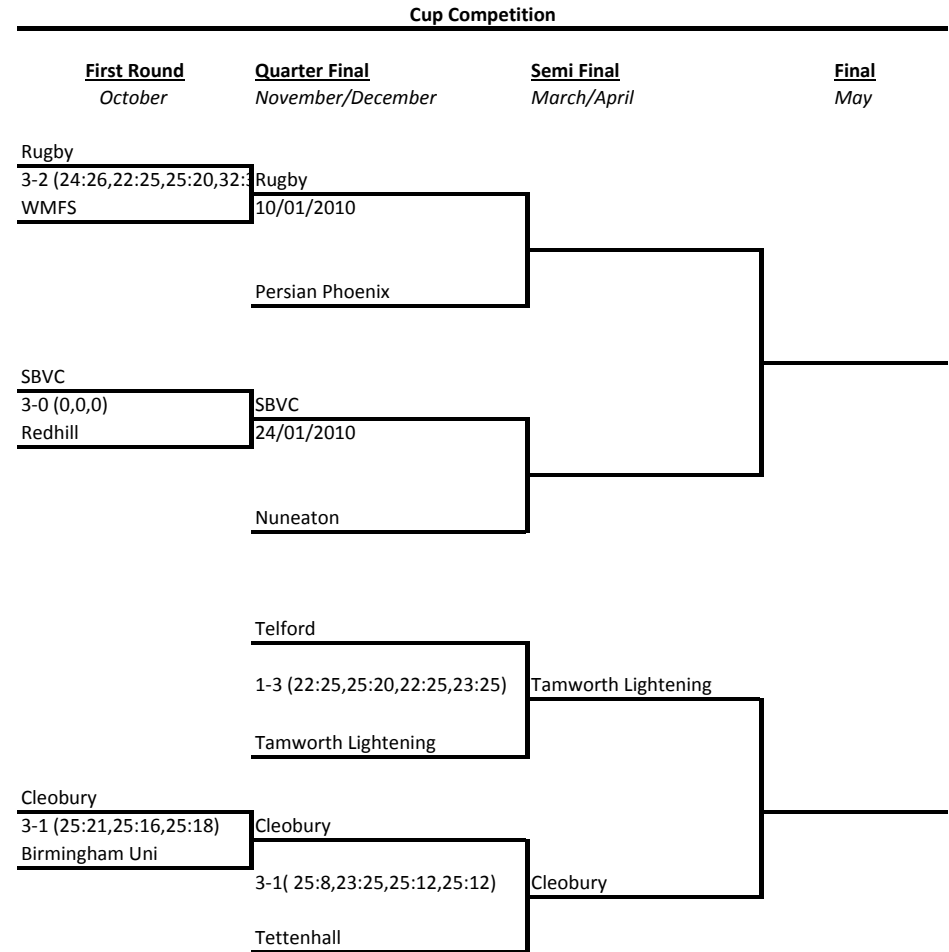 Cup Competition
First Round Quarter Final Semi Final Final
October November/December March/April May
Rugby
3-2 (24:26,22:25,25:20,32:
Rugby
WMFS
10/01/2010
Persian Phoenix
SBVC
3-0 (0,0,0)
SBVC
Redhill
24/01/2010
Nuneaton
Telford
1-3 (22:25,25:20,22:25,23:25)
Tamworth Lightening
Tamworth Lightening
Cleobury
3-1 (25:21,25:16,25:18)
Cleobury
Birmingham Uni
3-1( 25:8,23:25,25:12,25:12)
Cleobury
Tettenhall